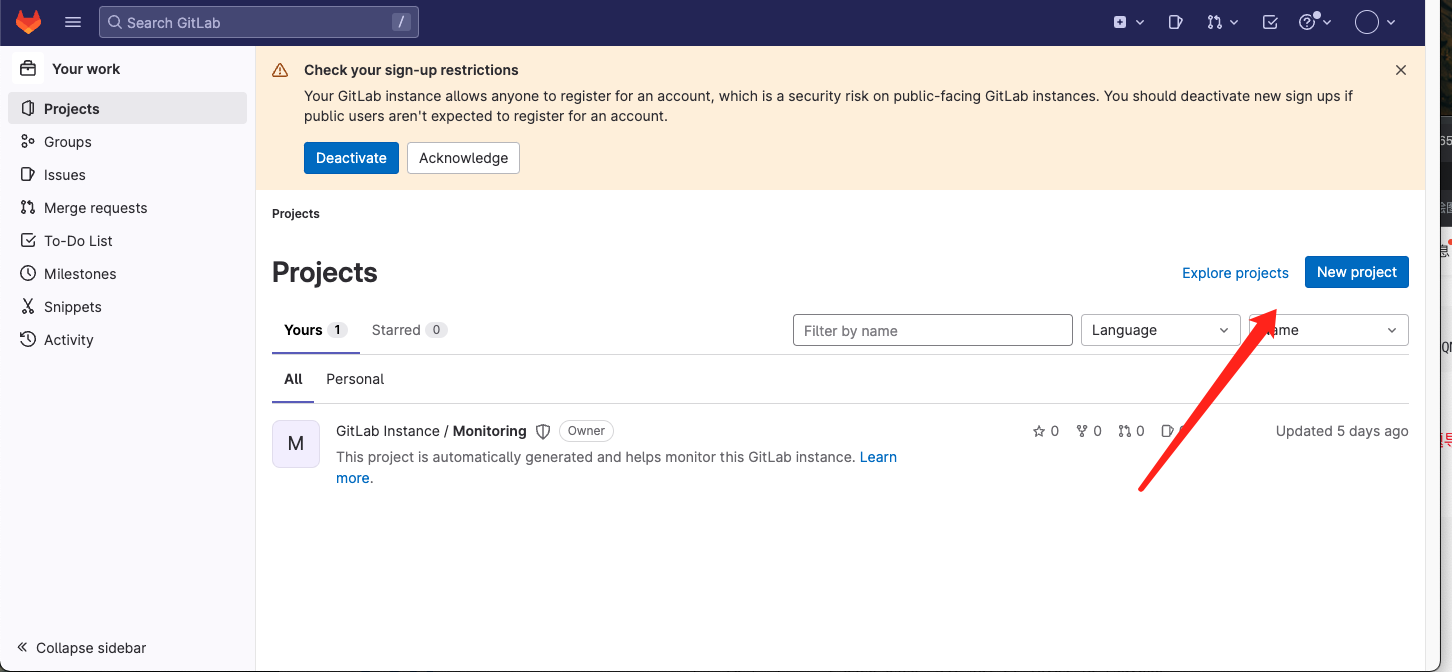 Search GitLab /
Your work
Projects
Groups
Issues
Merge requests
To-Do List
Milestones
Snippets
Activity
Collapse sidebar
Check your sign-up restrictions
Your GitLab instance allows anyone to register for an account, which is a security risk on public-facing GitLab instances. You should deactivate new sign ups if
public users aren't expected to register for an account.
Deactivate Acknowledge
Projects
Projects
Explore projects New project
Yours 1 Starred 0
Filter by name Language
All Personal
M
GitLab Instance / Monitoring Owner
0 0 0
Updated 5 days ago
This project is automatically generated and helps monitor this GitLab instance. Learn
more.